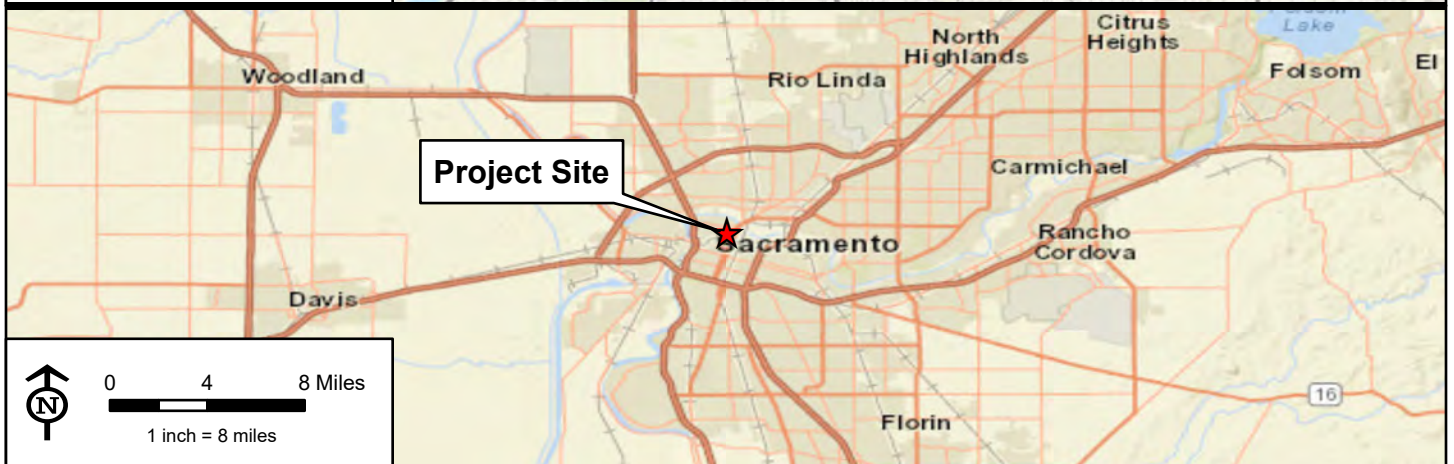 Citrus
Heights
Lake
North
Highlands
Woodland
Rio Linda
Folsom
El
Project Site
Carmichael
Sacramento
Rancho
Cordova
Davis
N
0 4 8 Miles
1 inch = 8 miles
16
Florin